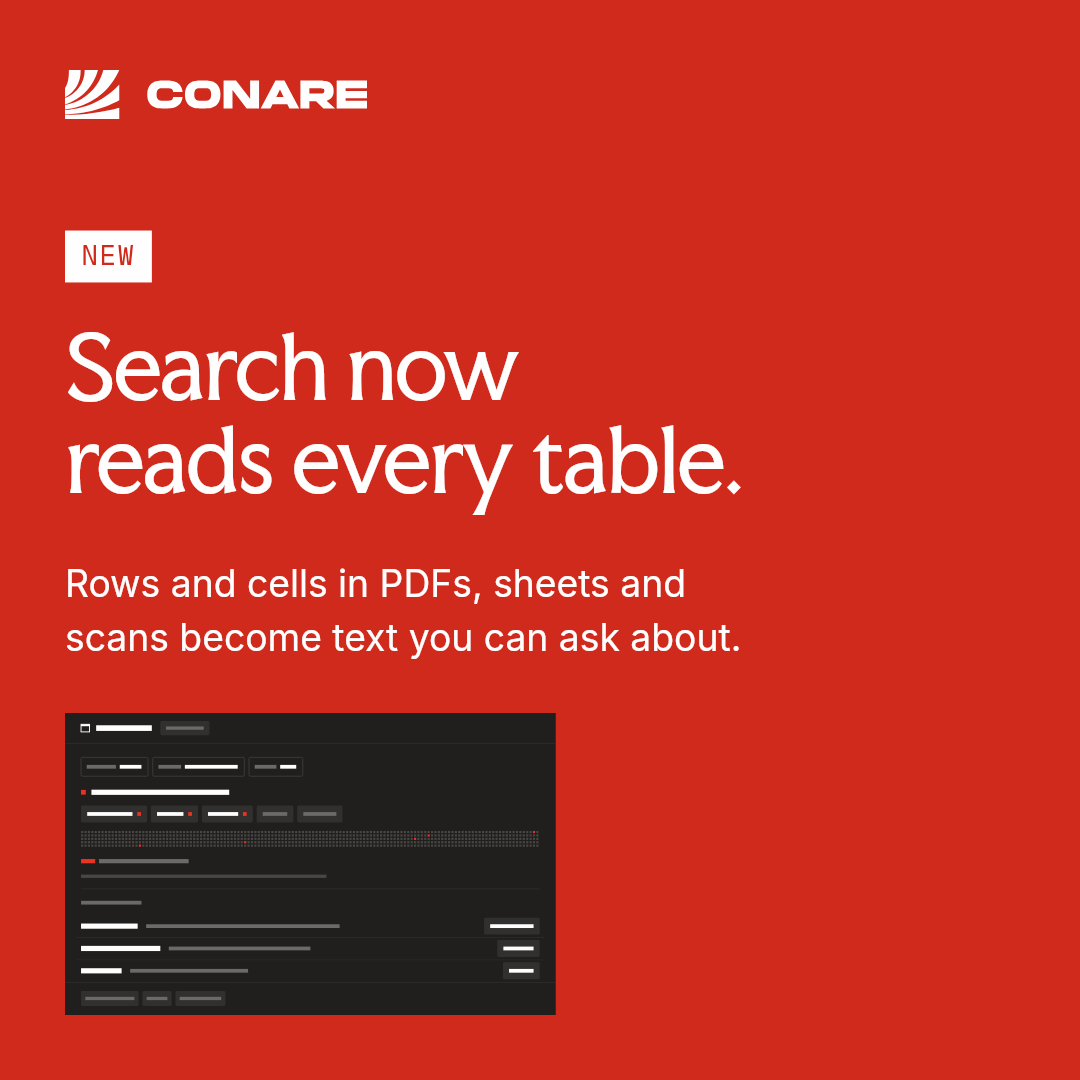 CONARE
NEW
Search now
reads every table.
Rows and cells in PDFs, sheets and
scans become text you can ask about.